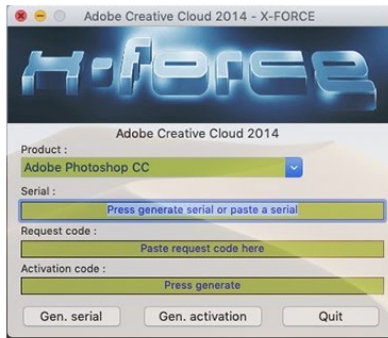 Adobe Creative Cloud 2014 - X-FORCE
X-FORCE
Adobe Creative Cloud 2014
Product :
Adobe Photoshop CC
Serial :
Press generate serial or paste a serial
Request code :
Paste request code here
Activation code :
Press generate
Gen. serial Gen. activation Quit